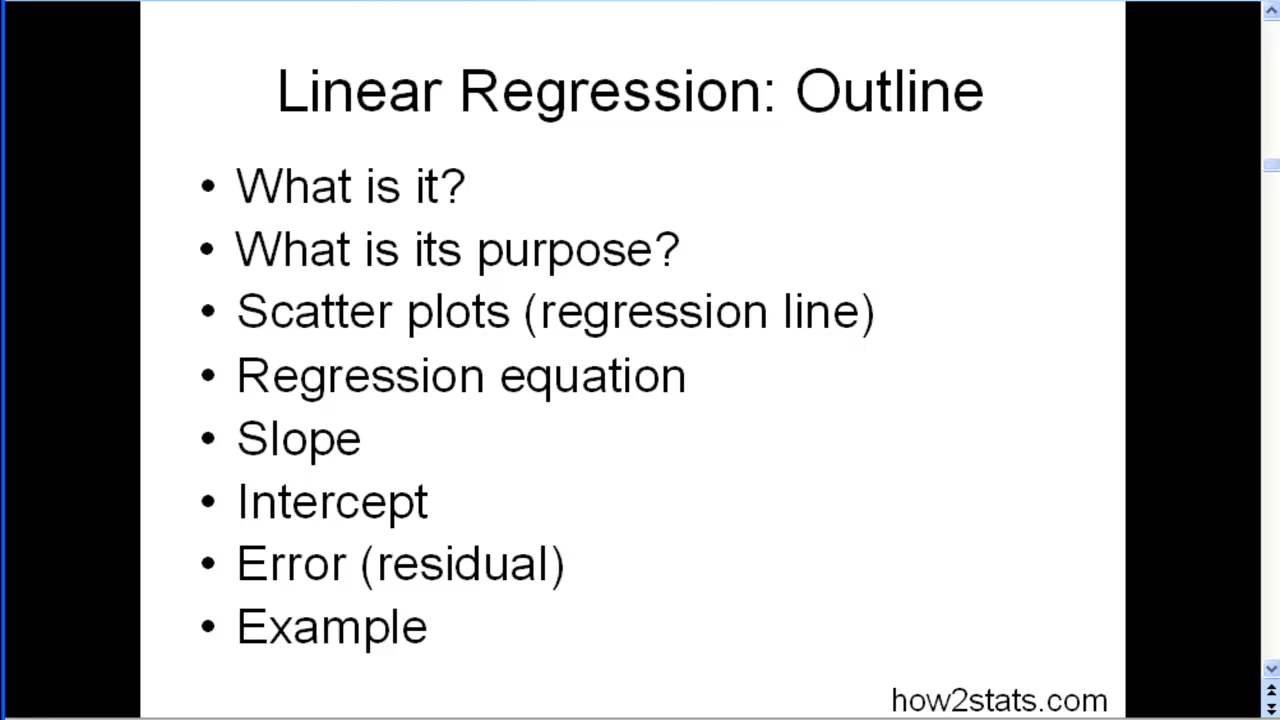 Linear Regression: Outline
• What is it?
• What is its purpose?
• Scatter plots (regression line)
• Regression equation
• Slope
• Intercept
• Error (residual)
• Example
how2stats.com